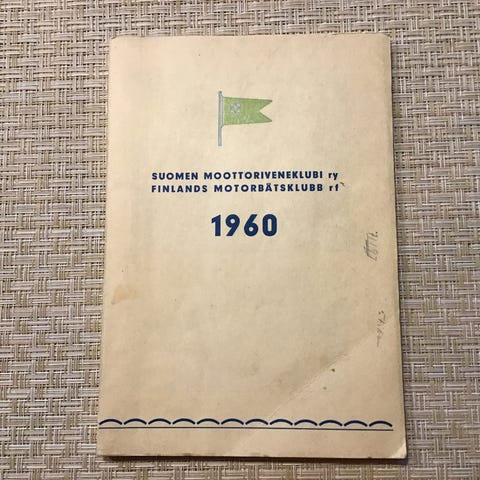 SUOMEN MOOTTORIVENEKLUBI ry
FINLANDS MOTORBÅTSKLUBB rf
1960